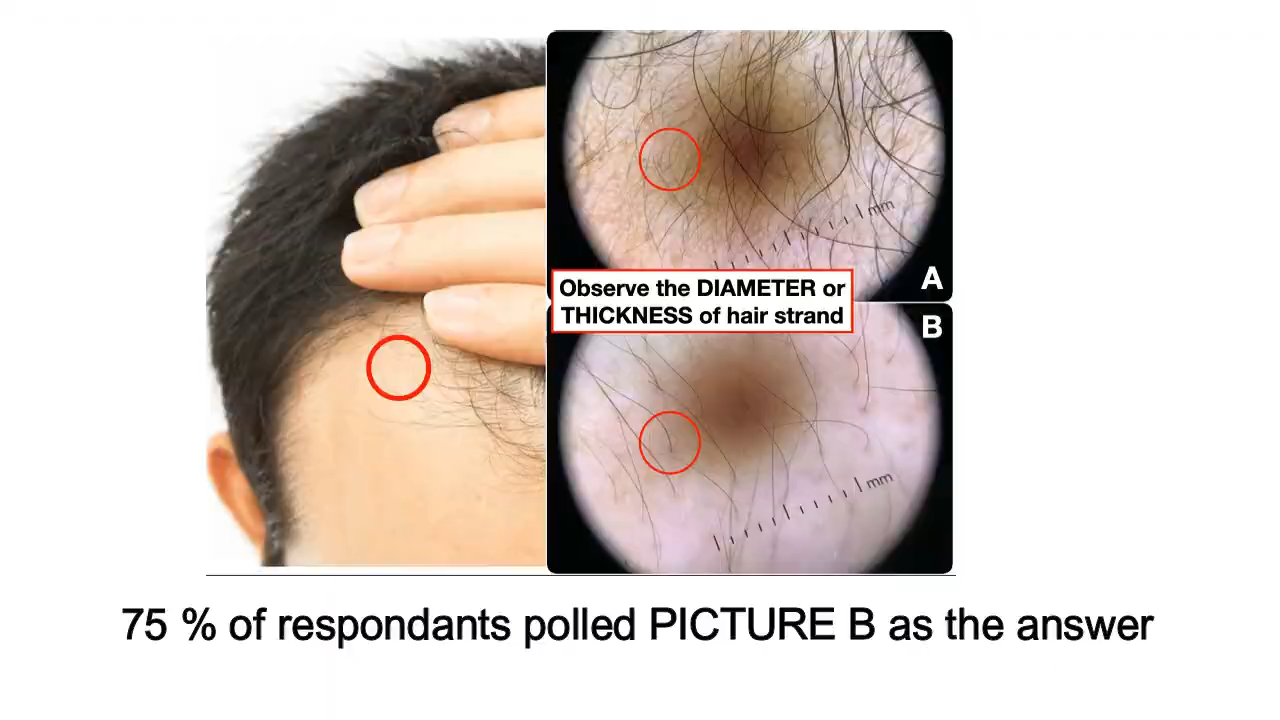 mm
A
Observe the DIAMETER or
THICKNESS of hair strand
B
mm
75 % of respondants polled PICTURE B as the answer